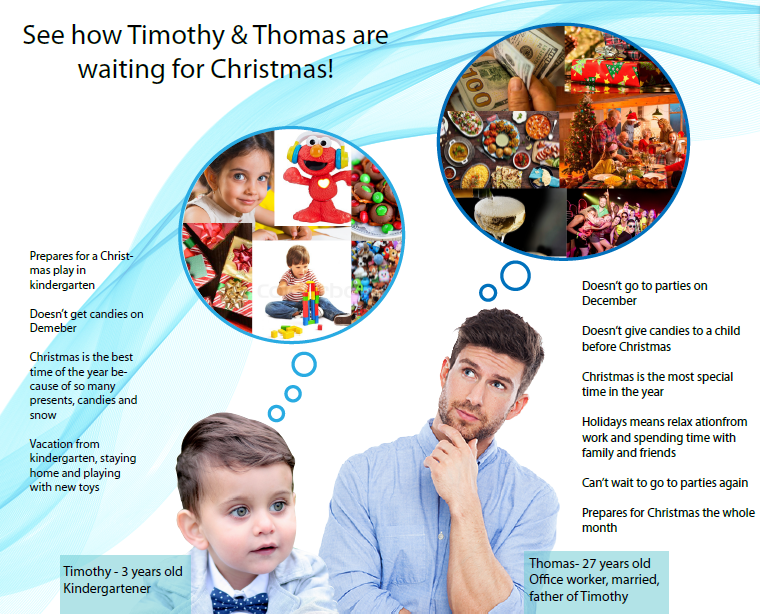 See how Timothy & Thomas are
waiting for Christmas!
100
Prepares for a Christ-
mas play in
kindergarten
Doesn't get candies on
Demeber
Christmas is the best
time of the year be-
cause of so many
presents, candies and
snow
Vacation from
kindergarten, staying
home and playing
with new toys
Timothy - 3 years old
Kindergartener
Doesn't go to parties on
December
Doesn't give candies to a child
before Christmas
Christmas is the most special
time in the year
Holidays means relax ationfrom
work and spending time with
family and friends
Can't wait to go to parties again
Prepares for Christmas the whole
month
Thomas- 27 years old
Office worker, married,
father of Timothy